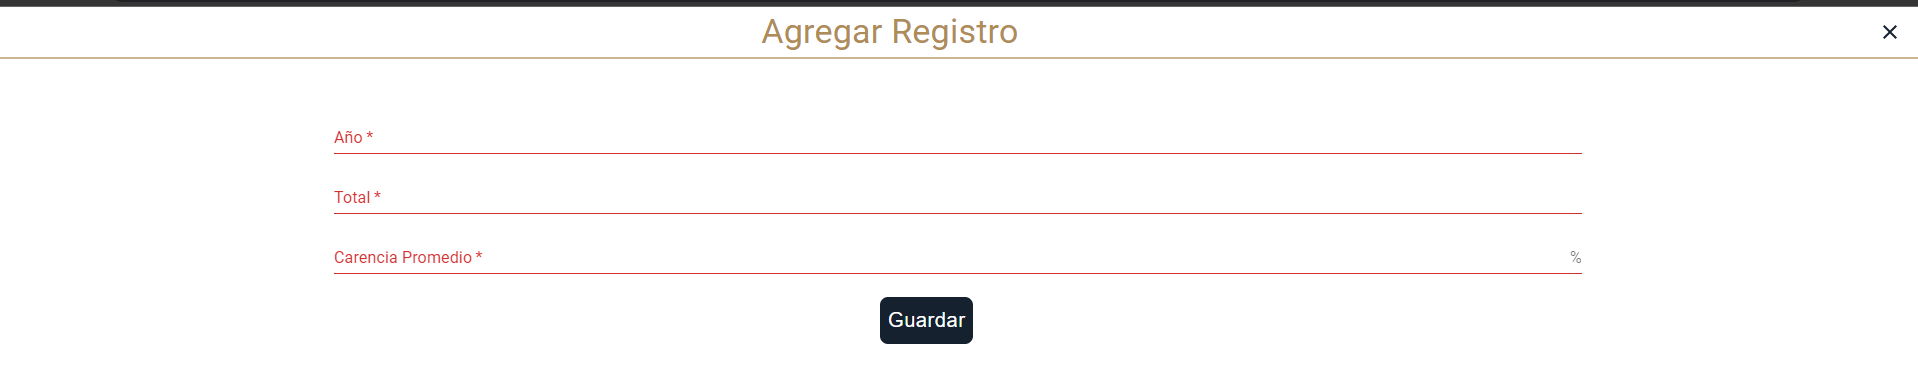 Agregar Registro
Año *
Total *
Carencia Promedio *
%
Guardar